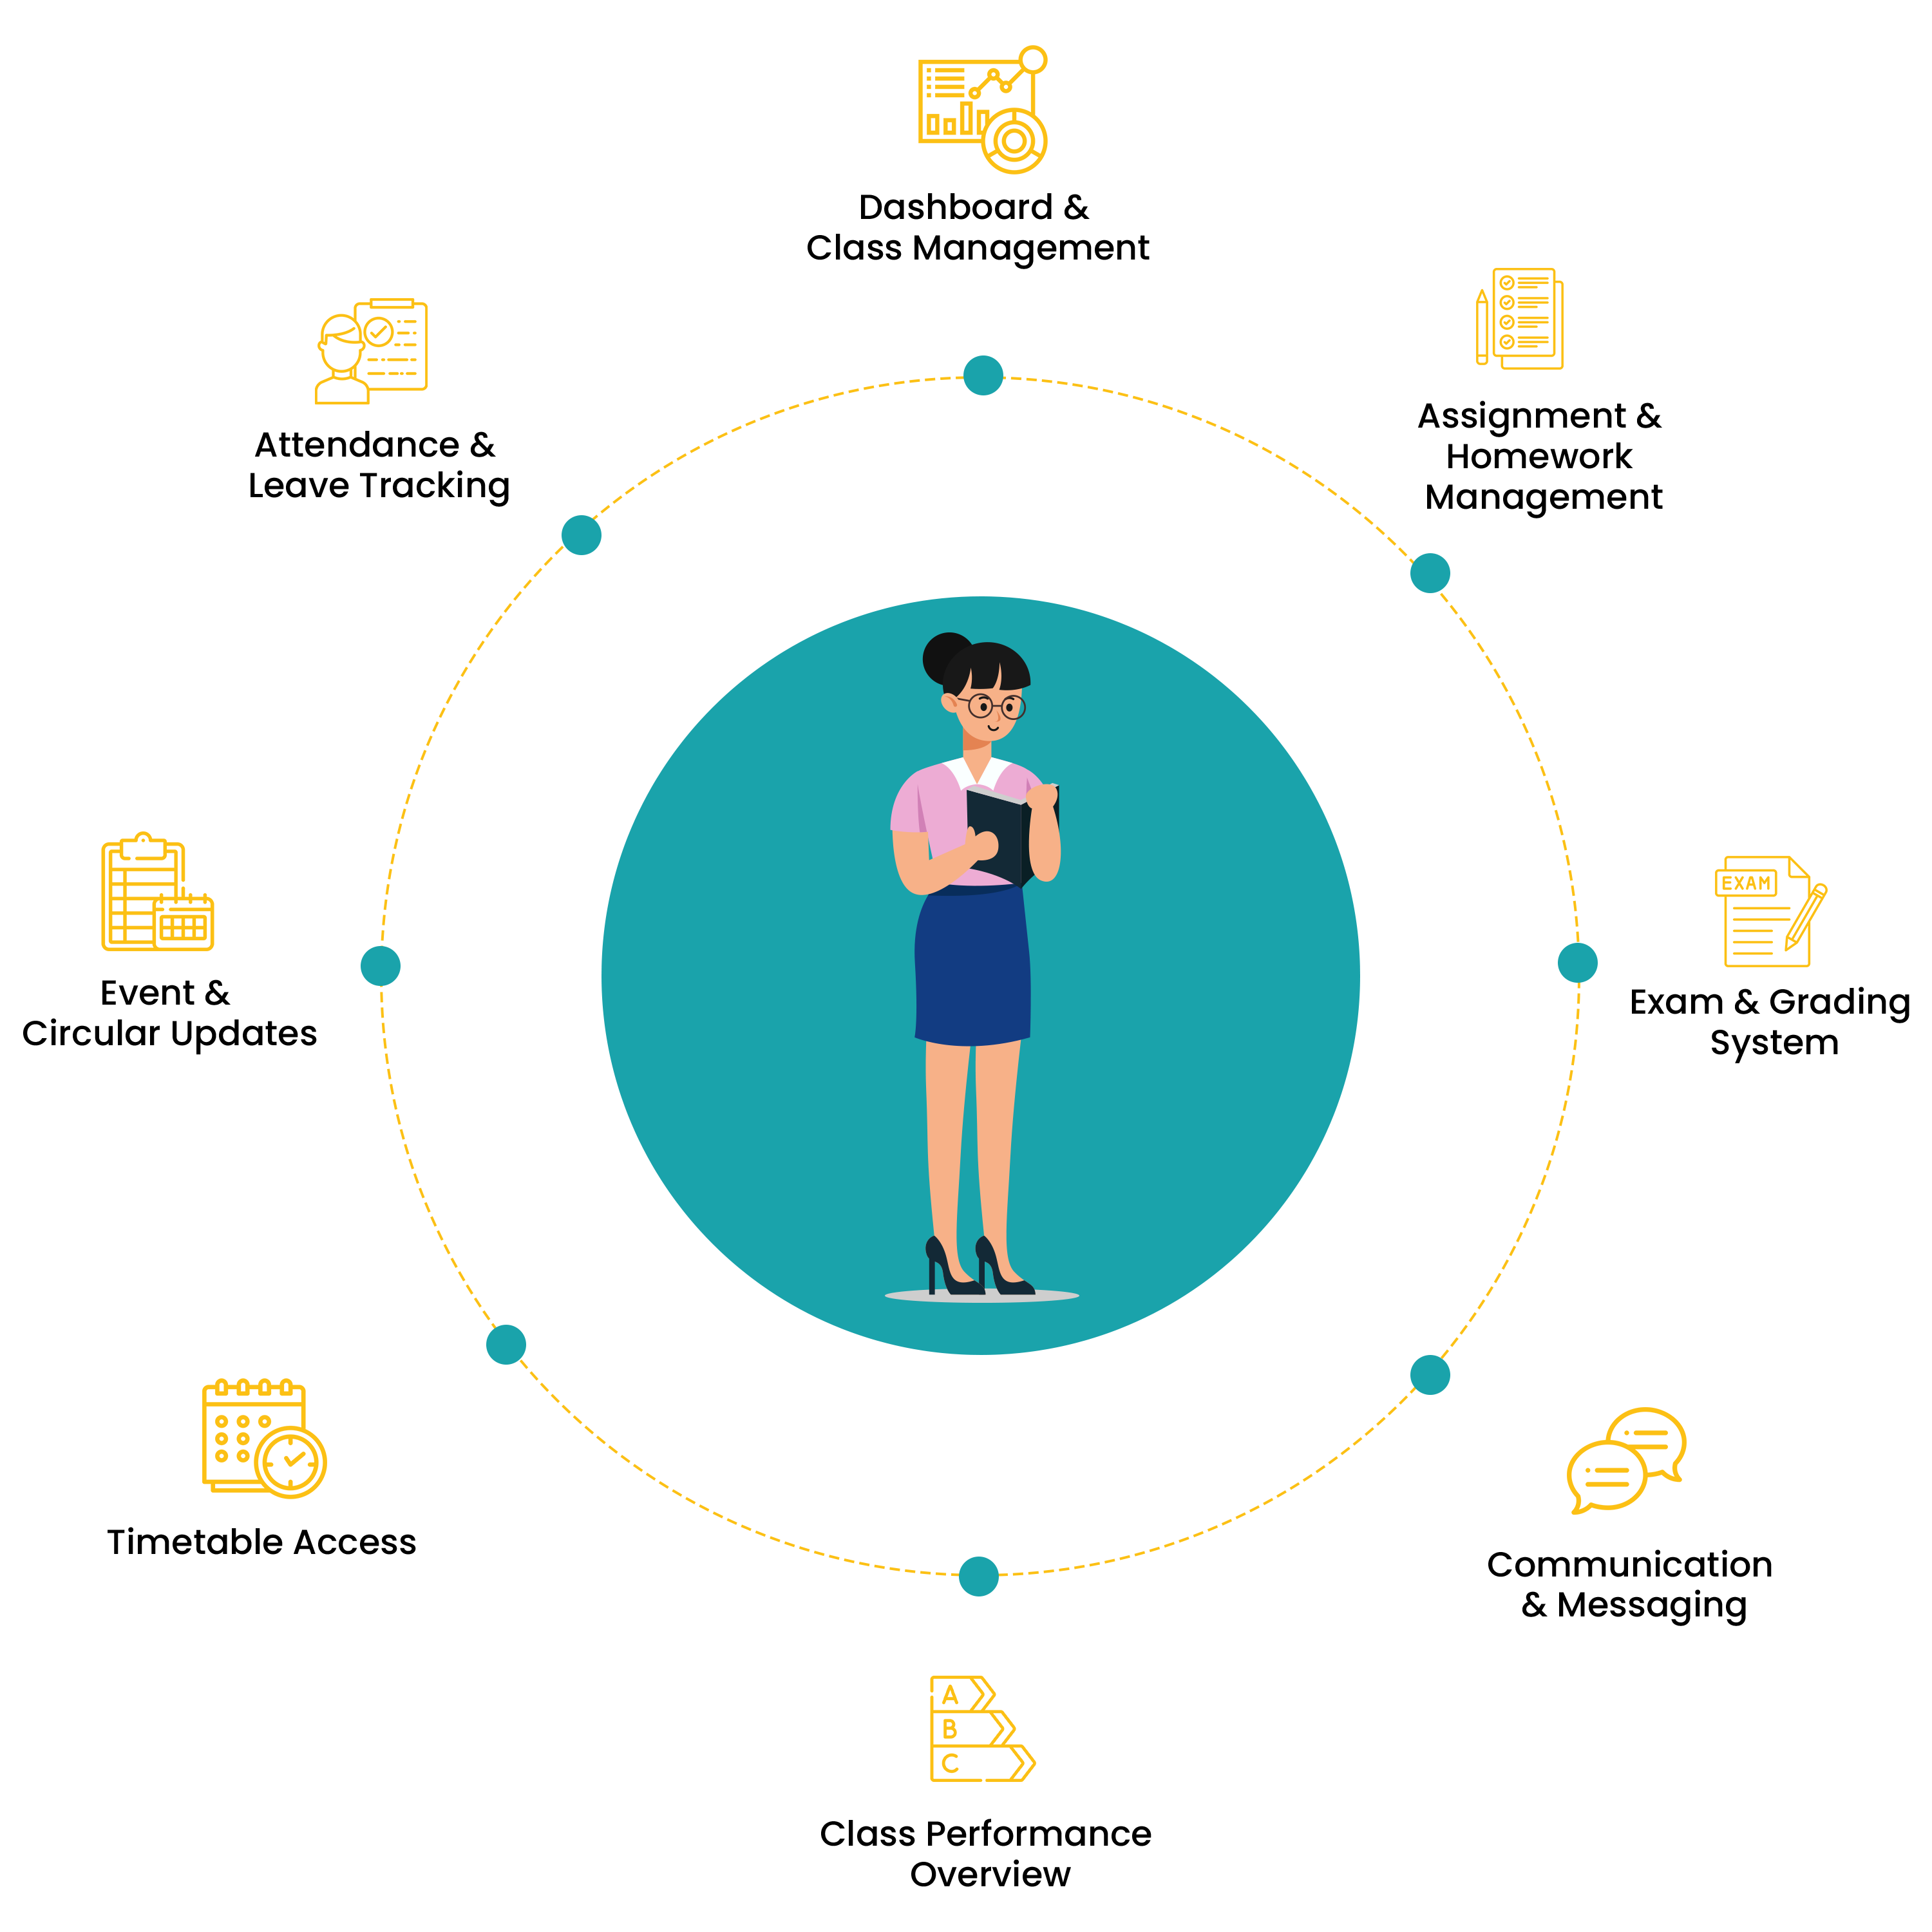 Dashboard &
Class Management
Assignment &
Homework
Management
EXAM
Exam & Grading
System
Communication
& Messaging
A
B
C
Class Performance
Overview
Timetable Access
Event &
Circular Updates
Attendance &
Leave Tracking